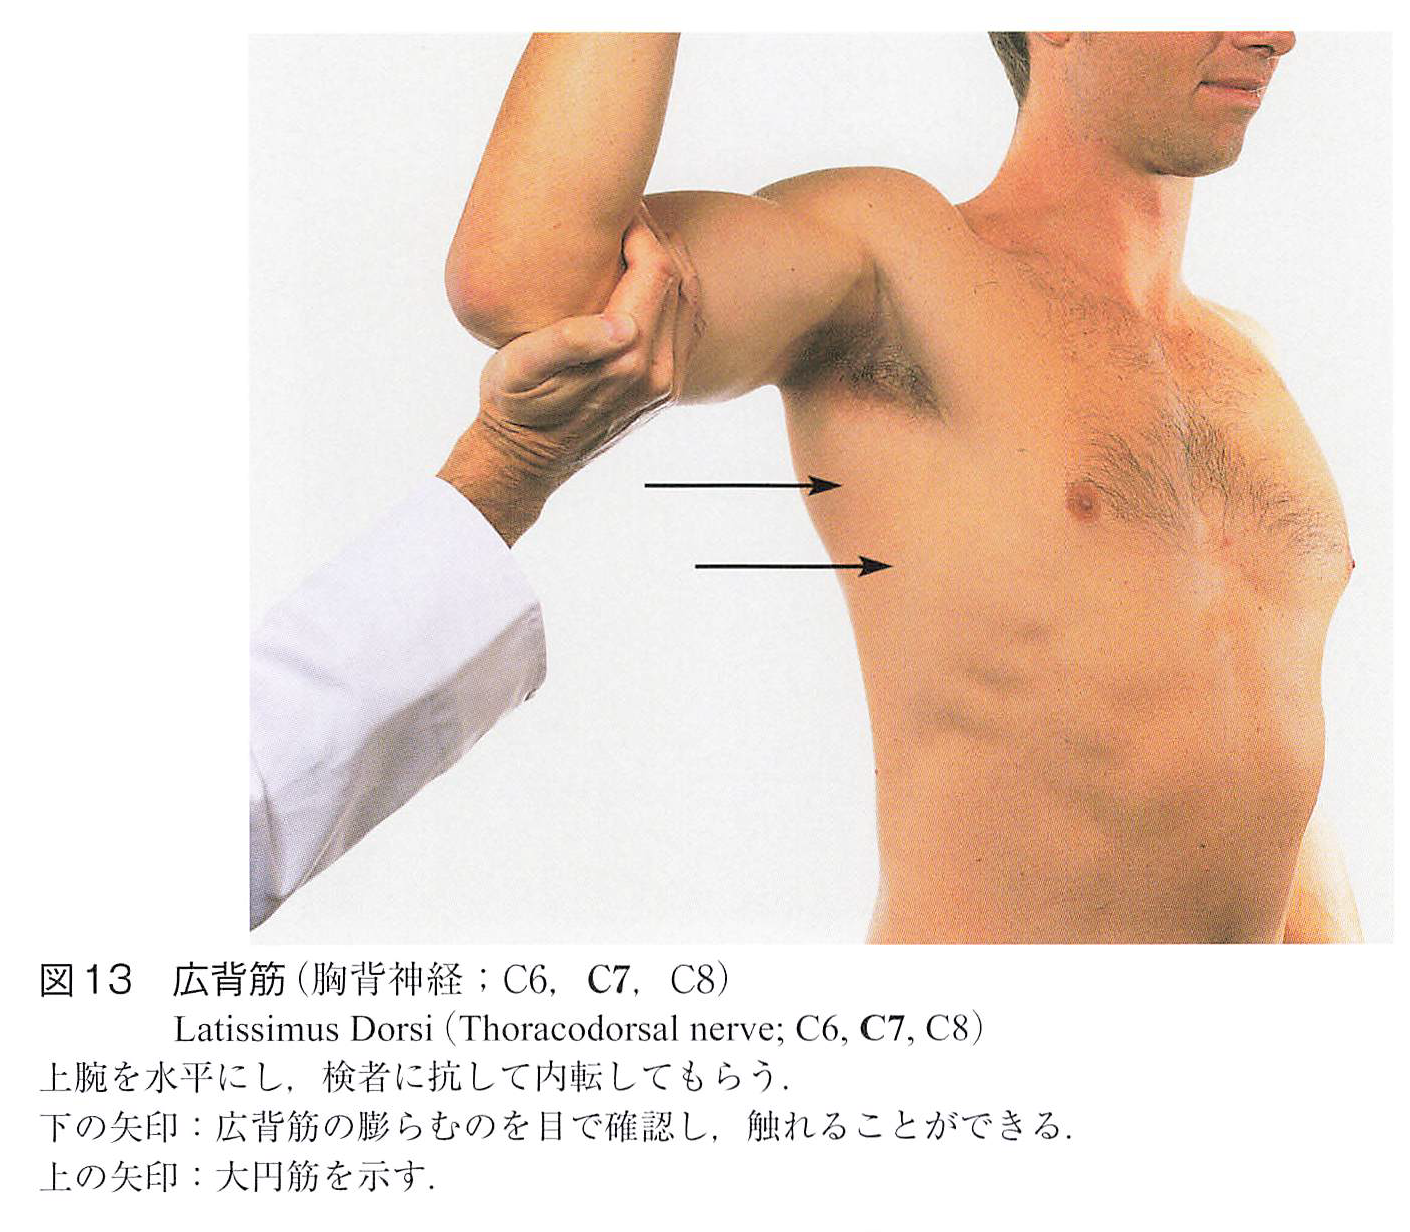 図13 広背筋（胸背神経；C6，C7，C8）
Latissimus Dorsi（Thoracodorsal nerve; C6, C7, C8）
上腕を水平にし，検者に抗して内転してもらう．
下の矢印：広背筋の膨らむのを目で確認し，触れることができる．
上の矢印：大円筋を示す．